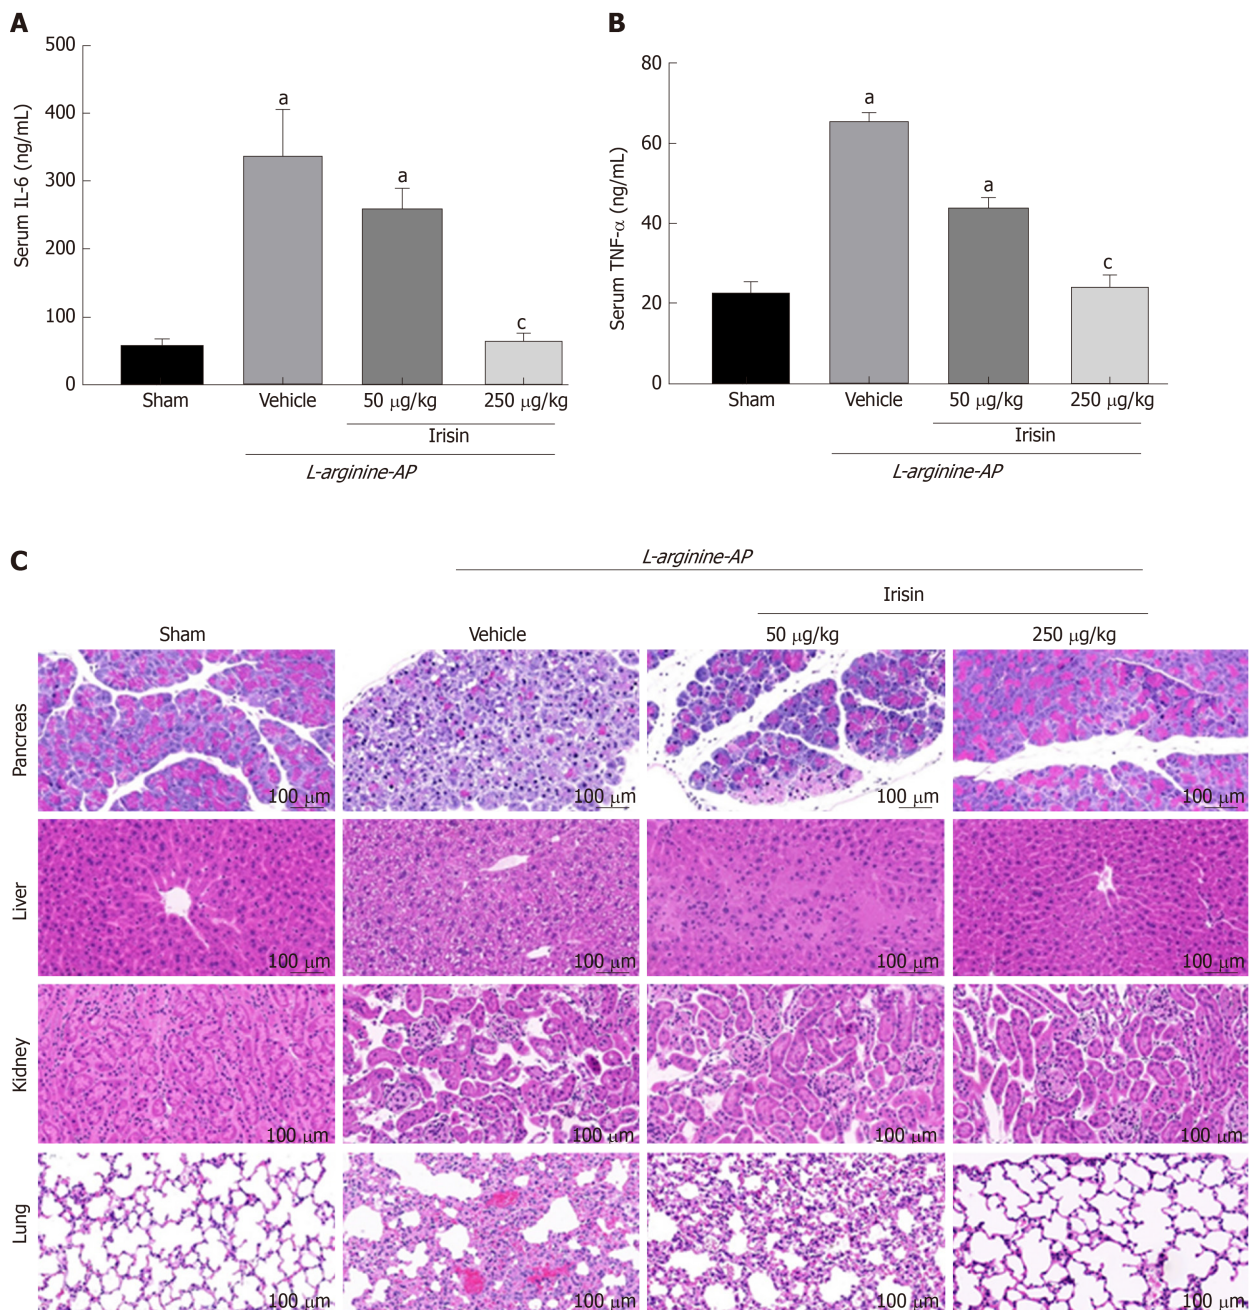 A
Serum IL-6 (ng/mL)
500
400
300
200
100
0
a
a
c
Sham
Vehicle
50 μg/kg
250 μg/kg
Irisin
L-arginine-AP
B
Serum TNF-α (ng/mL)
80
60
40
20
0
a
a
c
Sham
Vehicle
50 μg/kg
250 μg/kg
Irisin
L-arginine-AP
C
L-arginine-AP
Irisin
Sham
Vehicle
50 μg/kg
250 μg/kg
Pancreas
100 μm
100 μm
100 μm
100 μm
Liver
100 μm
100 μm
100 μm
100 μm
Kidney
100 μm
100 μm
100 μm
100 μm
Lung
100 μm
100 μm
100 μm
100 μm